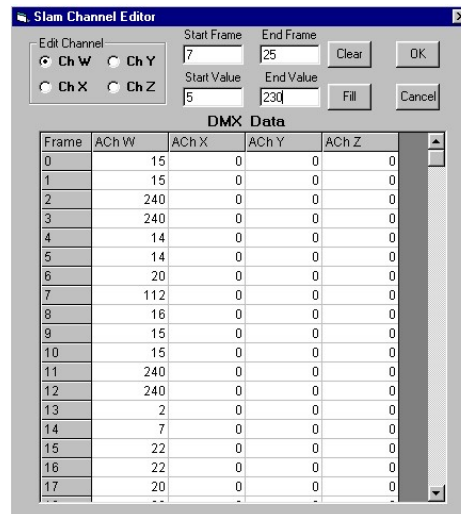 Slam Channel Editor
Edit Channel
Ch W Ch Y
Ch X Ch Z
Start Frame End Frame
7 25 Clear OK
Start Value End Value
5 230 Fill Cancel
DMX Data
Frame ACh W ACh X ACh Y ACh Z
0 15 0 0 0
1 15 0 0 0
2 240 0 0 0
3 240 0 0 0
4 14 0 0 0
5 14 0 0 0
6 20 0 0 0
7 112 0 0 0
8 16 0 0 0
9 15 0 0 0
10 15 0 0 0
11 240 0 0 0
12 240 0 0 0
13 2 0 0 0
14 7 0 0 0
15 22 0 0 0
16 22 0 0 0
17 20 0 0 0